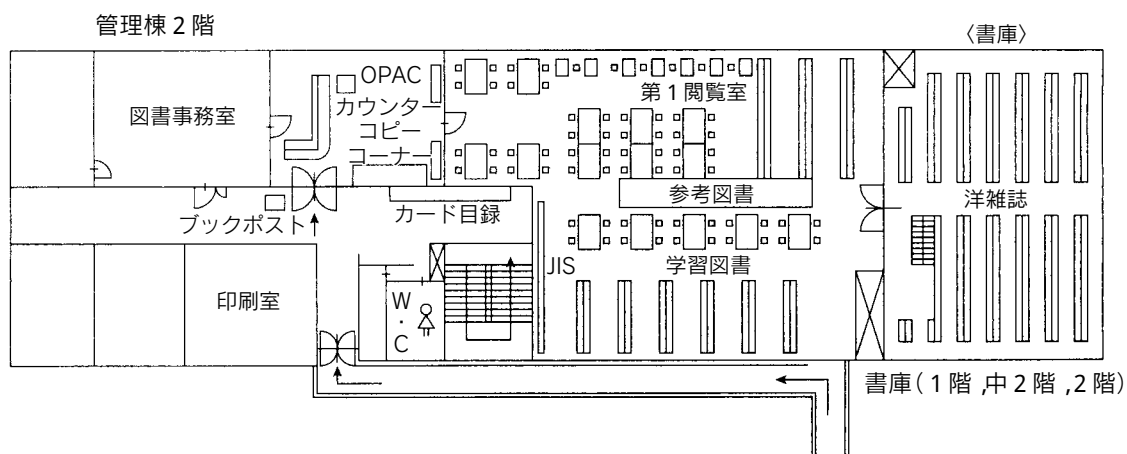 管理棟2階
〈書庫〉
OPAC
カウンター
コピー
コーナー
図書事務室
第1閲覧室
参考図書
洋雑誌
ブックポスト
カード目録
JIS
学習図書
印刷室
W・C
書庫(1階,中2階,2階)